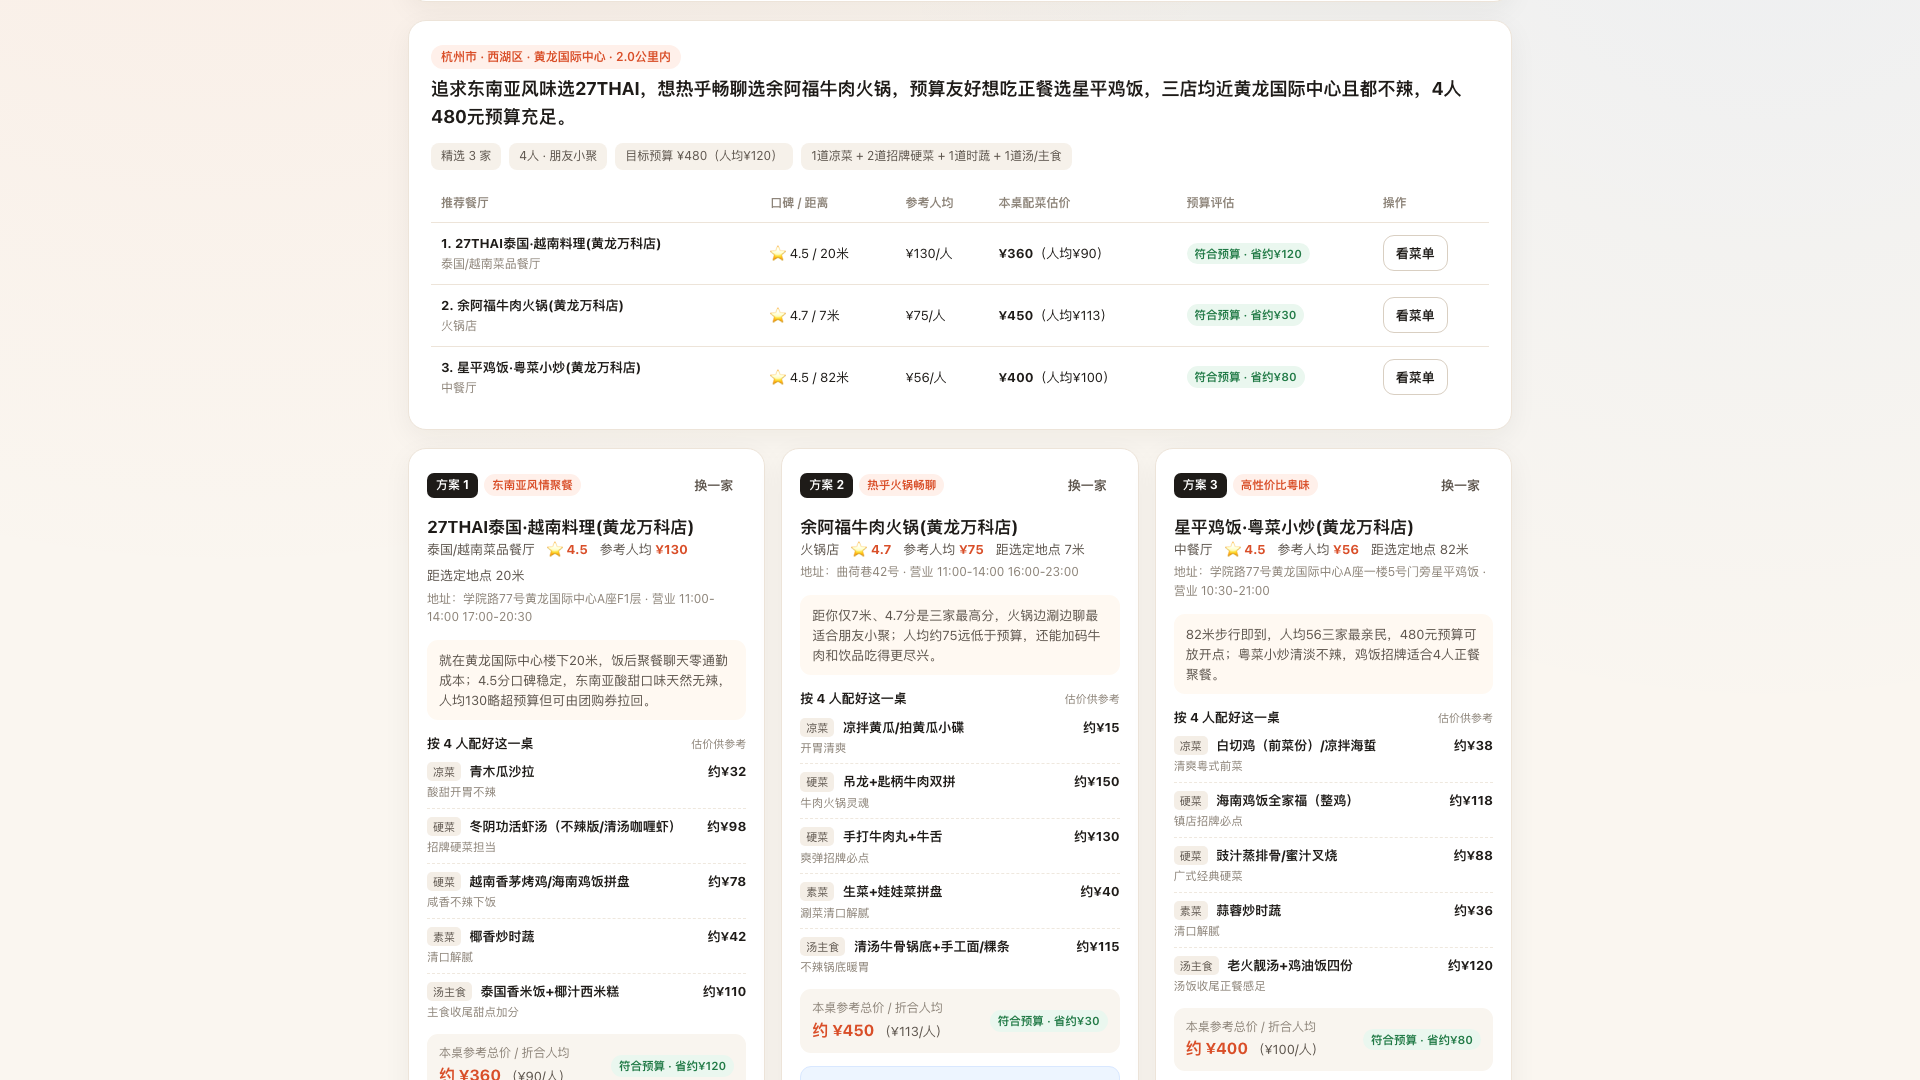 杭州市 · 西湖区 · 黄龙国际中心 · 2.0公里内
追求东南亚风味选27THAI，想热乎畅聊选余阿福牛肉火锅，预算友好想吃正餐选星平鸡饭，三店均近黄龙国际中心且都不辣，4人
480元预算充足。
精选 3 家 4人 · 朋友小聚 目标预算 ¥480（人均¥120） 1道凉菜 + 2道招牌硬菜 + 1道时蔬 + 1道汤/主食
推荐餐厅 口碑 / 距离 参考人均 本桌配菜估价 预算评估 操作
1. 27THAI泰国·越南料理(黄龙万科店)
泰国/越南菜品餐厅
⭐ 4.5 / 20米 ¥130/人 ¥360（人均¥90） 符合预算 · 省约¥120 看菜单
2. 余阿福牛肉火锅(黄龙万科店)
火锅店
⭐ 4.7 / 7米 ¥75/人 ¥450（人均¥113） 符合预算 · 省约¥30 看菜单
3. 星平鸡饭·粤菜小炒(黄龙万科店)
中餐厅
⭐ 4.5 / 82米 ¥56/人 ¥400（人均¥100） 符合预算 · 省约¥80 看菜单
方案 1 东南亚风情聚餐 换一家
27THAI泰国·越南料理(黄龙万科店)
泰国/越南菜品餐厅 ⭐ 4.5 参考人均 ¥130
距选定地点 20米
地址：学院路77号黄龙国际中心A座F1层 · 营业 11:00-
14:00 17:00-20:30
就在黄龙国际中心楼下20米，饭后聚餐聊天零通勤
成本；4.5分口碑稳定，东南亚酸甜口味天然无辣，
人均130略超预算但可由团购券拉回。
按 4 人配好这一桌 估价供参考
凉菜 青木瓜沙拉 约¥32
酸甜开胃不辣
硬菜 冬阴功活虾汤（不辣版/清汤咖喱虾） 约¥98
招牌硬菜担当
硬菜 越南香茅烤鸡/海南鸡饭拼盘 约¥78
咸香不辣下饭
素菜 椰香炒时蔬 约¥42
清口解腻
汤主食 泰国香米饭+椰汁西米糕 约¥110
主食收尾甜点加分
本桌参考总价 / 折合人均
约 ¥360 （¥90/人） 符合预算 · 省约¥120
方案 2 热乎火锅畅聊 换一家
余阿福牛肉火锅(黄龙万科店)
火锅店 ⭐ 4.7 参考人均 ¥75 距选定地点 7米
地址：曲荷巷42号 · 营业 11:00-14:00 16:00-23:00
距你仅7米、4.7分是三家最高分，火锅边涮边聊最
适合朋友小聚；人均约75远低于预算，还能加码牛
肉和饮品吃得更尽兴。
按 4 人配好这一桌 估价供参考
凉菜 凉拌黄瓜/拍黄瓜小碟 约¥15
开胃清爽
硬菜 吊龙+匙柄牛肉双拼 约¥150
牛肉火锅灵魂
硬菜 手打牛肉丸+牛舌 约¥130
爽弹招牌必点
素菜 生菜+娃娃菜拼盘 约¥40
涮菜清口解腻
汤主食 清汤牛骨锅底+手工面/粿条 约¥115
不辣锅底暖胃
本桌参考总价 / 折合人均
约 ¥450 （¥113/人） 符合预算 · 省约¥30
方案 3 高性价比粤味 换一家
星平鸡饭·粤菜小炒(黄龙万科店)
中餐厅 ⭐ 4.5 参考人均 ¥56 距选定地点 82米
地址：学院路77号黄龙国际中心A座一楼5号门旁星平鸡饭 ·
营业 10:30-21:00
82米步行即到，人均56三家最亲民，480元预算可
放开点；粤菜小炒清淡不辣，鸡饭招牌适合4人正餐
聚餐。
按 4 人配好这一桌 估价供参考
凉菜 白切鸡（前菜份）/凉拌海蜇 约¥38
清爽粤式前菜
硬菜 海南鸡饭全家福（整鸡） 约¥118
镇店招牌必点
硬菜 豉汁蒸排骨/蜜汁叉烧 约¥88
广式经典硬菜
素菜 蒜蓉炒时蔬 约¥36
清口解腻
汤主食 老火靓汤+鸡油饭四份 约¥120
汤饭收尾正餐感足
本桌参考总价 / 折合人均
约 ¥400 （¥100/人） 符合预算 · 省约¥80